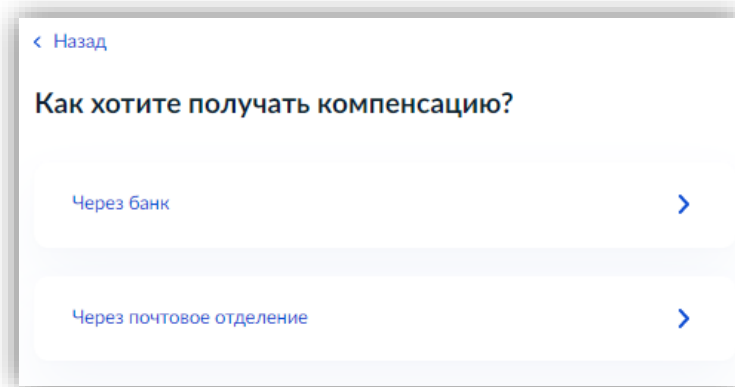 Назад
Как хотите получать компенсацию?
Через банк
Через почтовое отделение